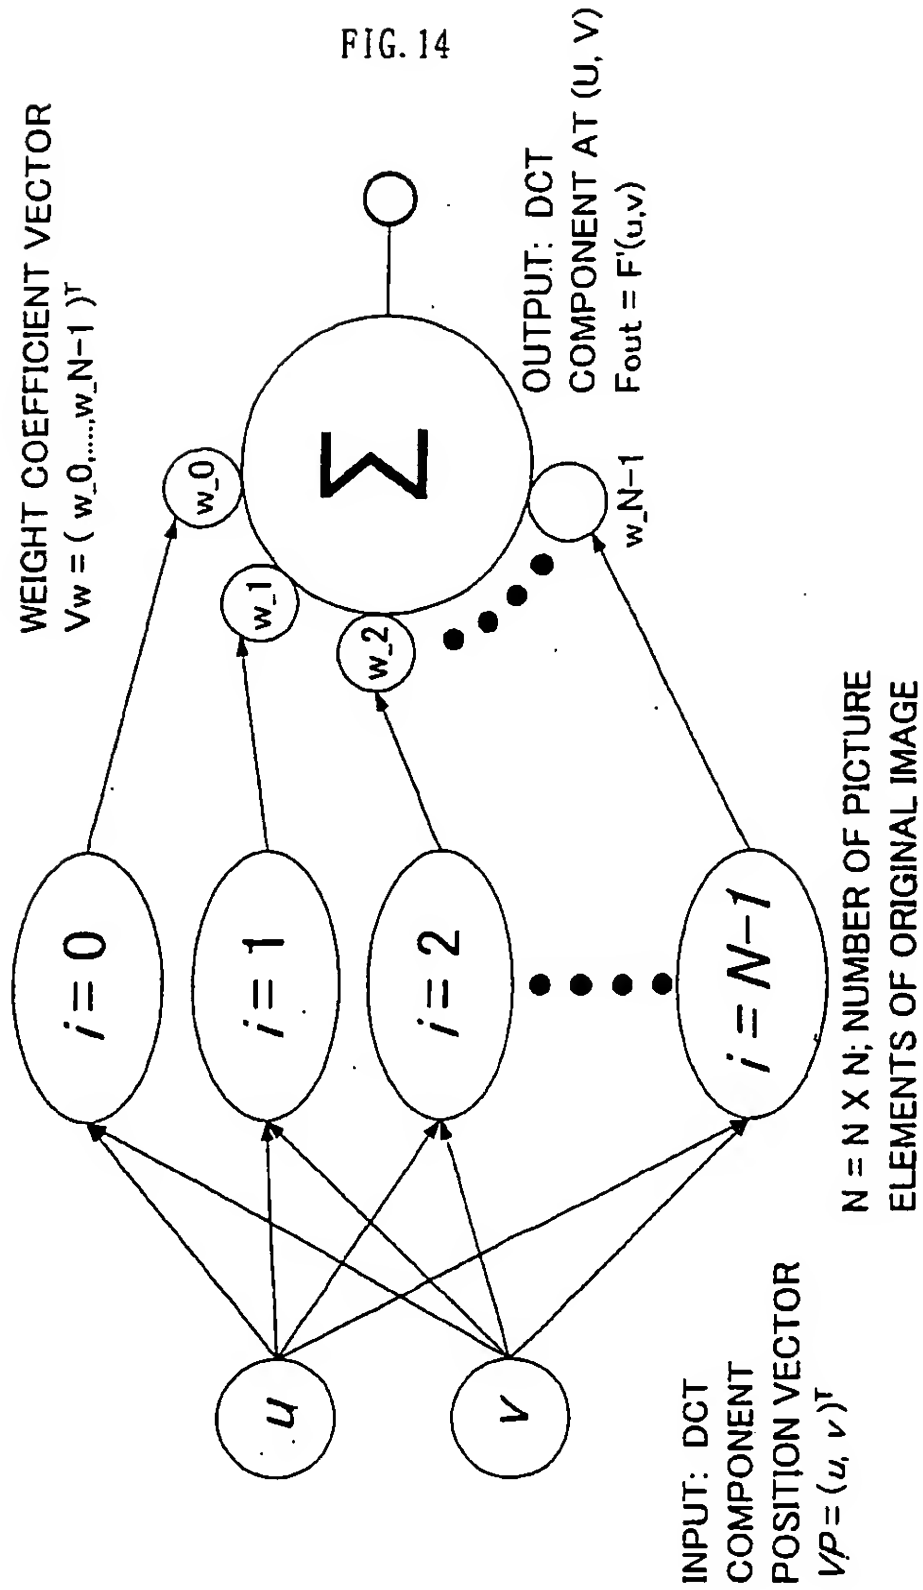 FIG. 14
WEIGHT COEFFICIENT VECTOR
Vw = ( w_0,....,w_N-1 )ᵀ
i = 0
i = 1
i = 2
i = N-1
u
v
w_0
w_1
w_2
w_N-1
Σ
OUTPUT: DCT
COMPONENT AT (U, V)
Fout = F'(u,v)
INPUT: DCT
COMPONENT
POSITION VECTOR
VP = (u, v)ᵀ
N = N X N; NUMBER OF PICTURE
ELEMENTS OF ORIGINAL IMAGE